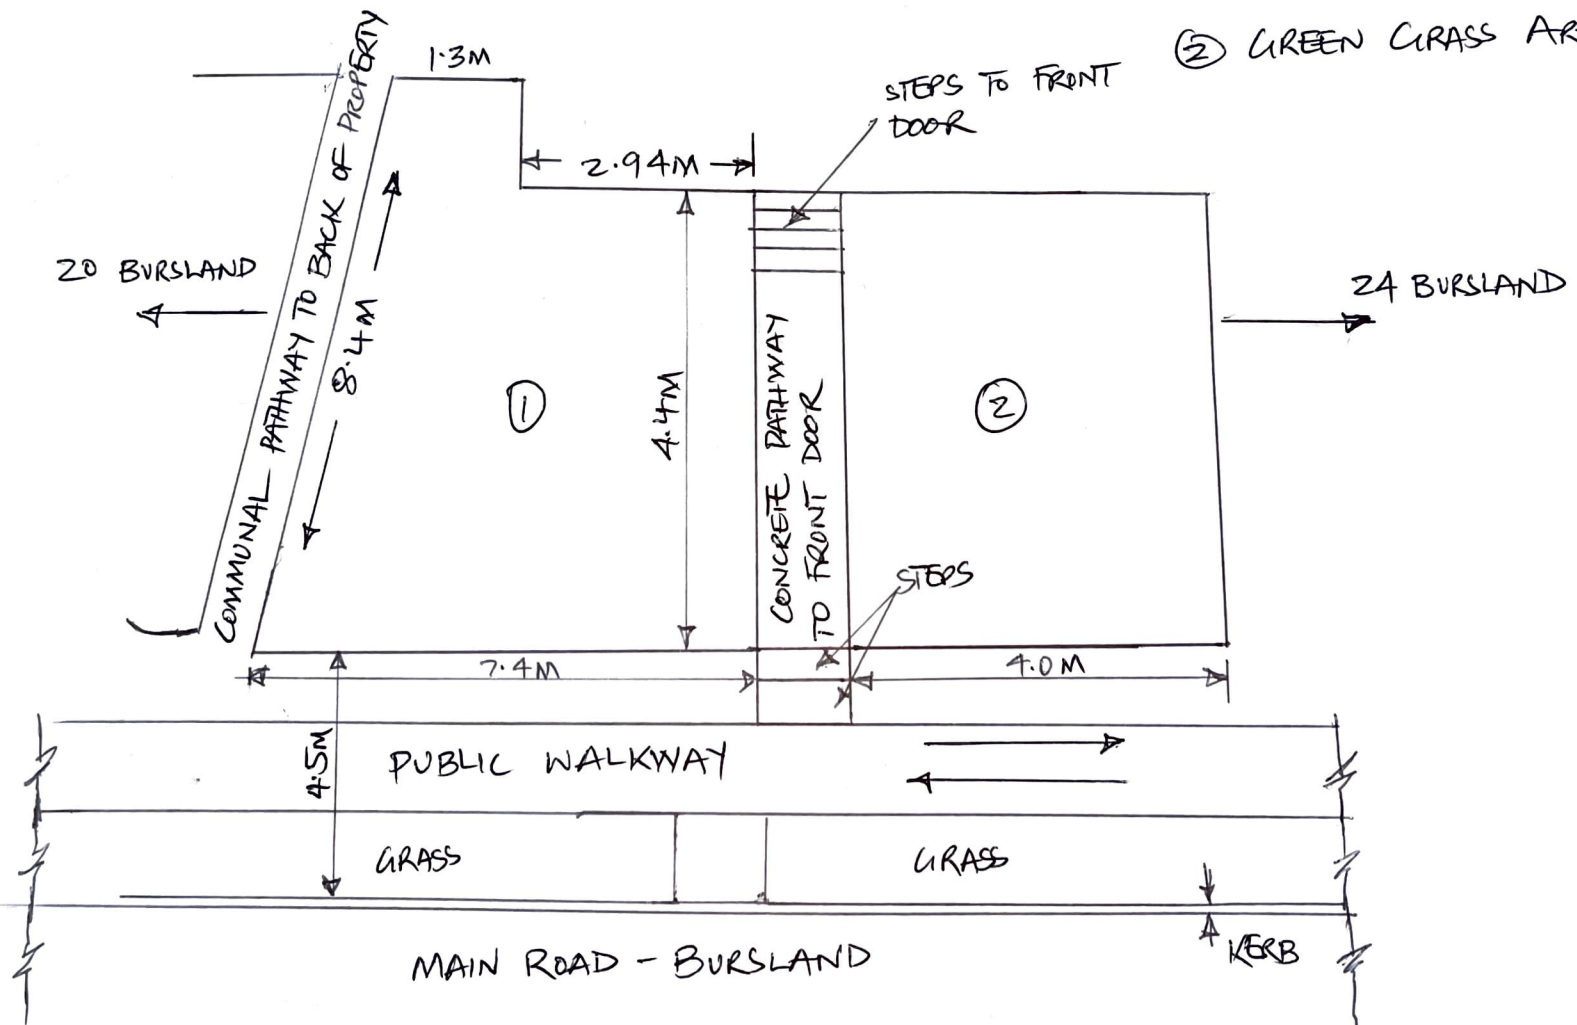 ② GREEN GRASS AR
1.3M
STEPS TO FRONT
DOOR
2.94M
COMMUNAL PATHWAY TO BACK OF PROPERTY
20 BURSLAND
24 BURSLAND
8.4M
①
4.4M
CONCRETE PATHWAY
TO FRONT DOOR
②
STEPS
7.4M
4.0M
4.5M
PUBLIC WALKWAY
GRASS
GRASS
KERB
MAIN ROAD - BURSLAND